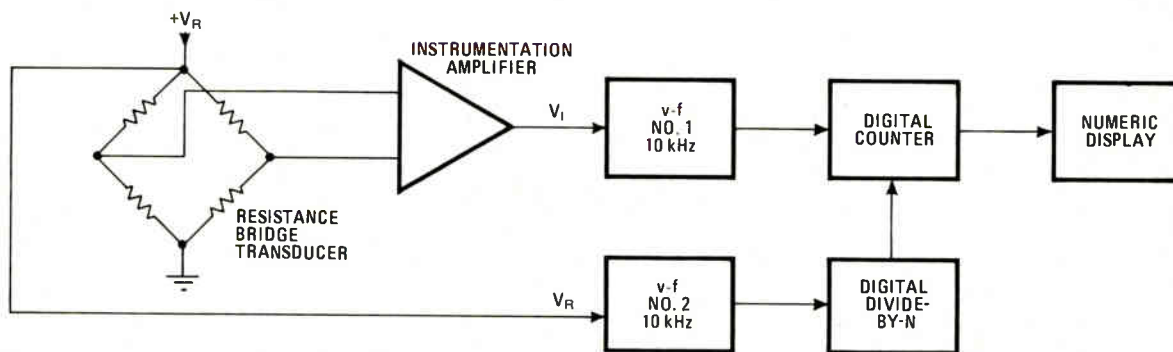 +VR
INSTRUMENTATION
AMPLIFIER
VI
v-f
NO. 1
10 kHz
DIGITAL
COUNTER
NUMERIC
DISPLAY
RESISTANCE
BRIDGE
TRANSDUCER
VR
v-f
NO. 2
10 kHz
DIGITAL
DIVIDE-
BY-N